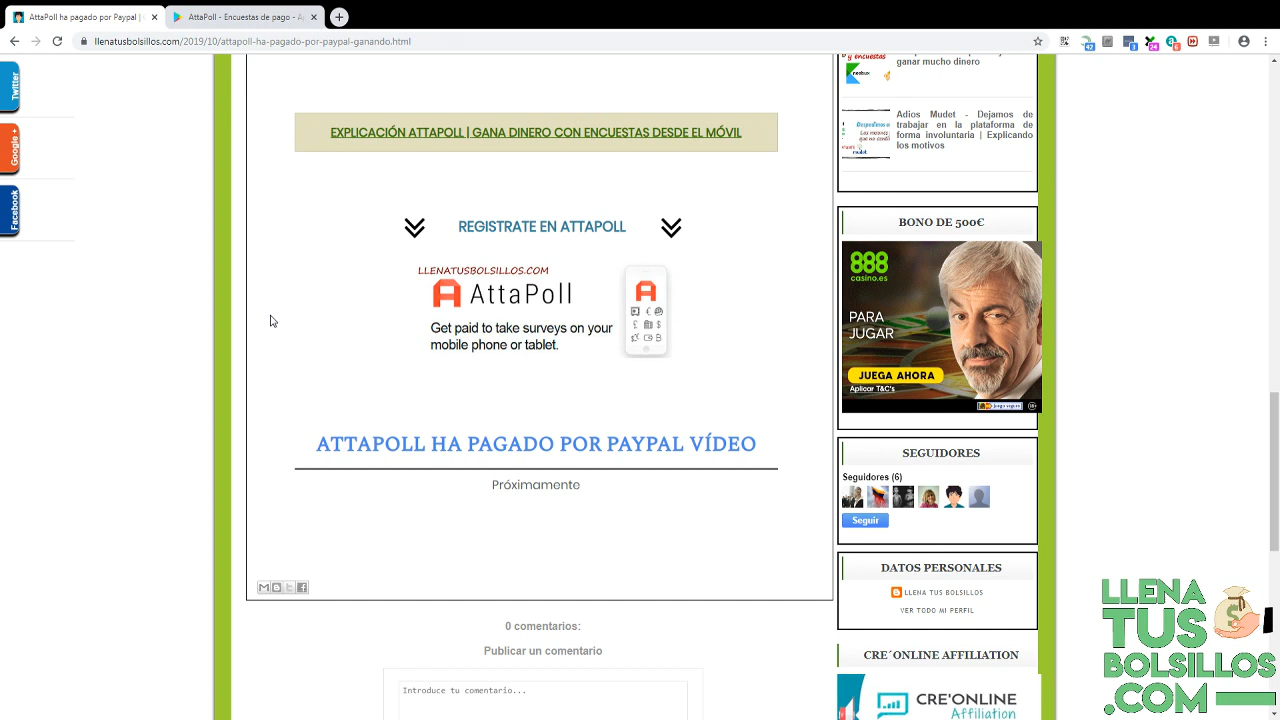 AttaPoll ha pagado por Paypal |
AttaPoll - Encuestas de pago - A
llenatusbolsillos.com/2019/10/attapoll-ha-pagado-por-paypal-ganando.html
47
3
24
6
Twitter
Google +
Facebook
EXPLICACIÓN ATTAPOLL | GANA DINERO CON ENCUESTAS DESDE EL MÓVIL
REGISTRATE EN ATTAPOLL
LLENATUSBOLSILLOS.COM
AttaPoll
Get paid to take surveys on your
mobile phone or tablet.
ATTAPOLL HA PAGADO POR PAYPAL VÍDEO
Próximamente
0 comentarios:
Publicar un comentario
Introduce tu comentario...
y encuestas
neobux
ganar mucho dinero
Adios Mudet - Dejamos de
trabajar en la plataforma de
forma involuntaria | Explicando
los motivos
BONO DE 500€
888
casino.es
PARA
JUGAR
JUEGA AHORA
Aplicar T&C's
SEGUIDORES
Seguidores (6)
Seguir
DATOS PERSONALES
LLENA TUS BOLSILLOS
VER TODO MI PERFIL
CRE´ONLINE AFFILIATION
CRE'ONLINE
Affiliation
LLENA
TUS
BOLSILLOS
.COM